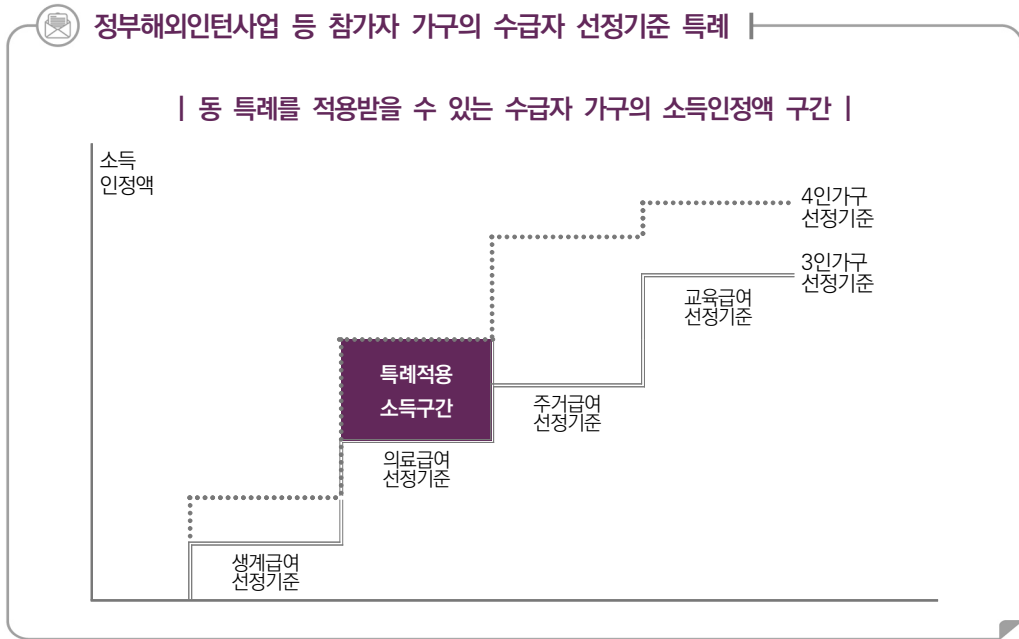 정부해외인턴사업 등 참가자 가구의 수급자 선정기준 특례
| 동 특례를 적용받을 수 있는 수급자 가구의 소득인정액 구간 |
소득
인정액
4인가구
선정기준
3인가구
선정기준
교육급여
선정기준
특례적용
소득구간
주거급여
선정기준
의료급여
선정기준
생계급여
선정기준